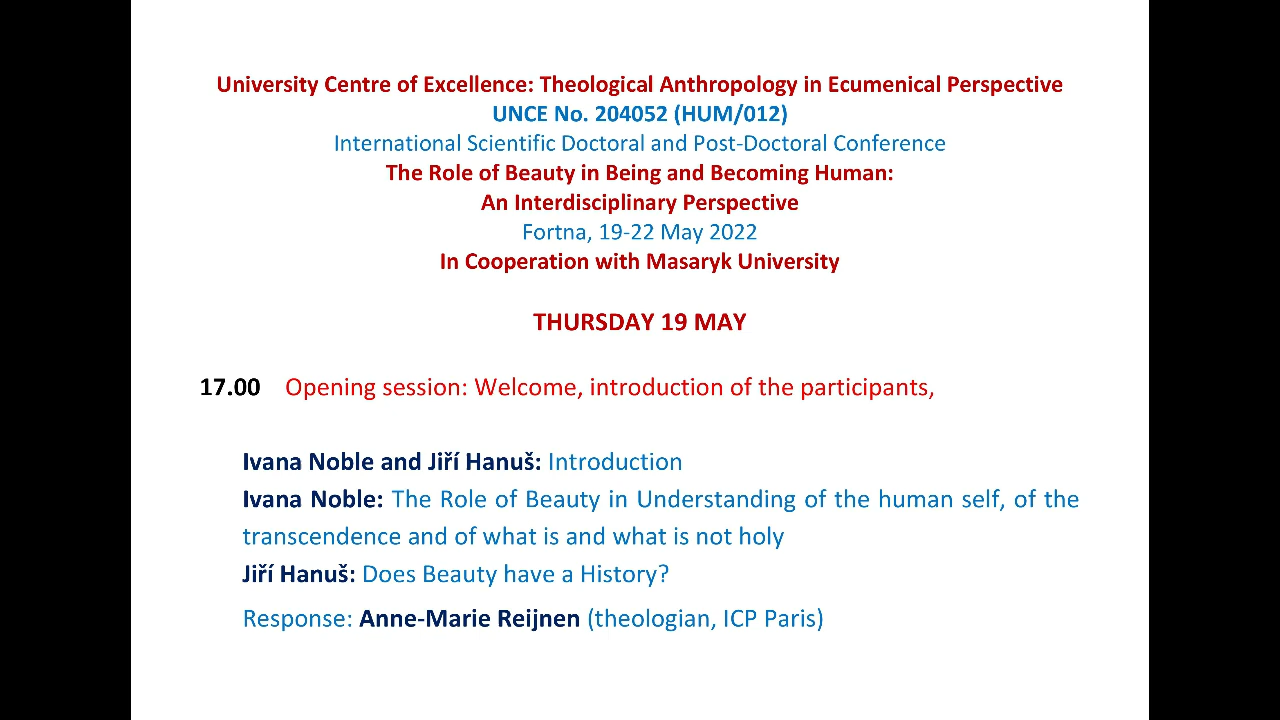 University Centre of Excellence: Theological Anthropology in Ecumenical Perspective
UNCE No. 204052 (HUM/012)
International Scientific Doctoral and Post-Doctoral Conference
The Role of Beauty in Being and Becoming Human:
An Interdisciplinary Perspective
Fortna, 19-22 May 2022
In Cooperation with Masaryk University
THURSDAY 19 MAY
17.00 Opening session: Welcome, introduction of the participants,
Ivana Noble and Jiří Hanuš: Introduction
Ivana Noble: The Role of Beauty in Understanding of the human self, of the
transcendence and of what is and what is not holy
Jiří Hanuš: Does Beauty have a History?
Response: Anne-Marie Reijnen (theologian, ICP Paris)